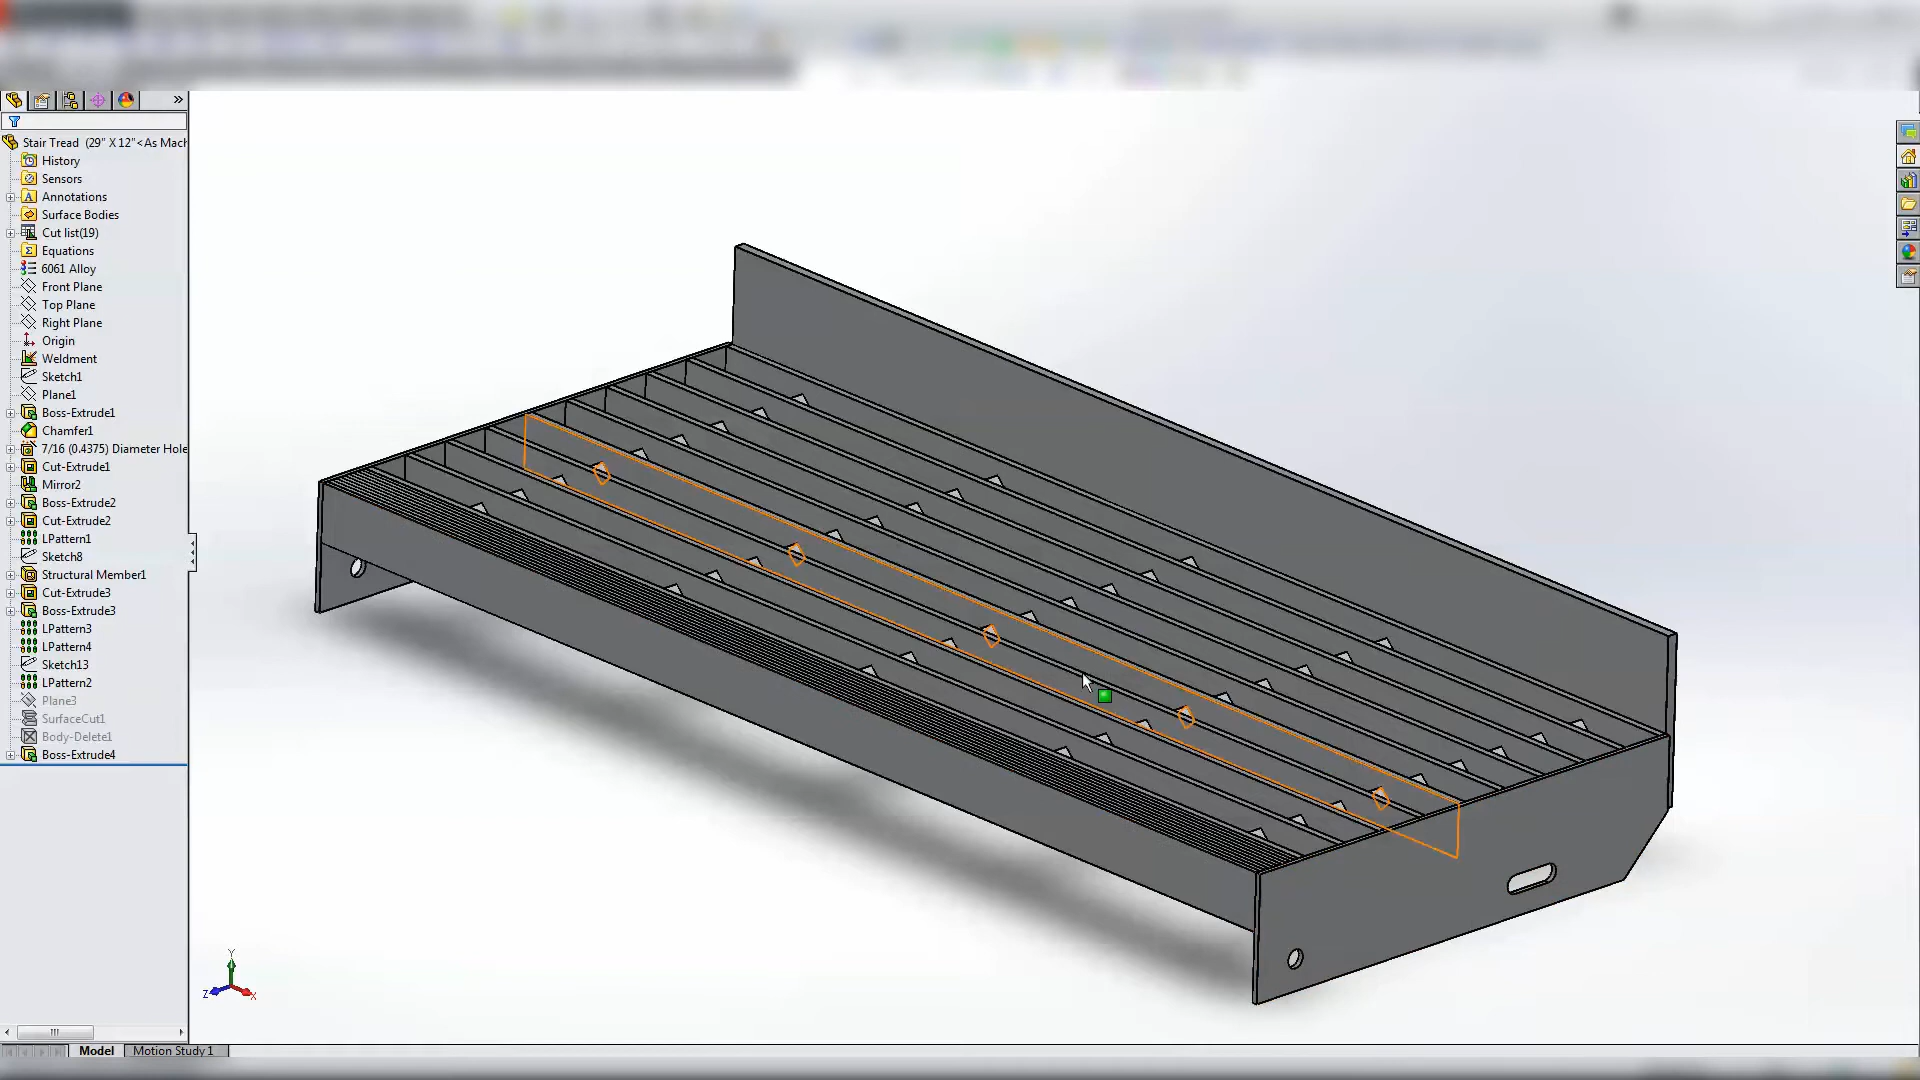 Stair Tread (29" X 12"<As Mach
History
Sensors
A Annotations
Surface Bodies
Cut list(19)
Σ Equations
6061 Alloy
Front Plane
Top Plane
Right Plane
Origin
Weldment
Sketch1
Plane1
Boss-Extrude1
Chamfer1
7/16 (0.4375) Diameter Hole
Cut-Extrude1
Mirror2
Boss-Extrude2
Cut-Extrude2
LPattern1
Sketch8
Structural Member1
Cut-Extrude3
Boss-Extrude3
LPattern3
LPattern4
Sketch13
LPattern2
Plane3
SurfaceCut1
Body-Delete1
Boss-Extrude4
Y
Z
X
Model
Motion Study 1